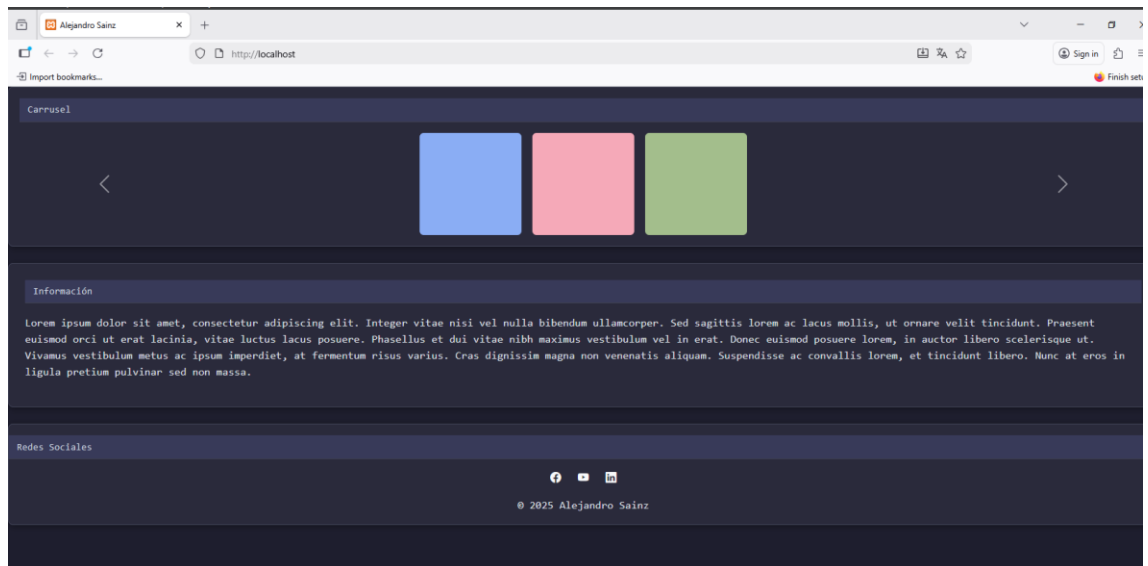 Alejandro Sainz
http://localhost
Sign in
Import bookmarks...
Carrusel
Información
Lorem ipsum dolor sit amet, consectetur adipiscing elit. Integer vitae nisi vel nulla bibendum ullamcorper. Sed sagittis lorem ac lacus mollis, ut ornare velit tincidunt. Praesent
euismod orci ut erat lacinia, vitae luctus lacus posuere. Phasellus et dui vitae nibh maximus vestibulum vel in erat. Donec euismod posuere lorem, in auctor libero scelerisque ut.
Vivamus vestibulum metus ac ipsum imperdiet, at fermentum risus varius. Cras dignissim magna non venenatis aliquam. Suspendisse ac convallis lorem, et tincidunt libero. Nunc at eros in
ligula pretium pulvinar sed non massa.
Redes Sociales
in
© 2025 Alejandro Sainz